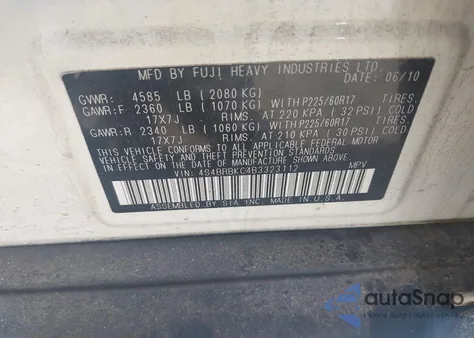 MFD BY FUJI HEAVY INDUSTRIES LTD.
DATE: 06/10
GVWR: 4585 LB ( 2080 KG)
GAWR:F 2360 LB ( 1070 KG) WITH P225/60R17 TIRES.
17X7J RIMS. AT 220 KPA ( 32 PSI) COLD.
GAWR:R 2340 LB ( 1060 KG) WITH P225/60R17 TIRES.
17X7J RIMS. AT 210 KPA ( 30 PSI) COLD.
THIS VEHICLE CONFORMS TO ALL APPLICABLE FEDERAL
MOTOR VEHICLE SAFETY AND BUMPER STANDARDS
IN EFFECT ON THE DATE OF MANUFACTURE SHOWN ABOVE.
VIN: 4S4BRBKC4B3323112 MPV
ASSEMBLED BY SIA INC. MADE IN U.S.A.
autoSnap